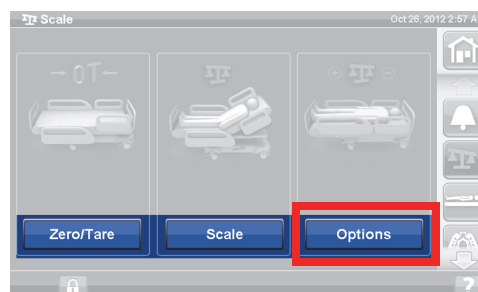 Scale
Oct 26, 2012 2:57 A
→ 0T ←
Zero/Tare
Scale
Options
?